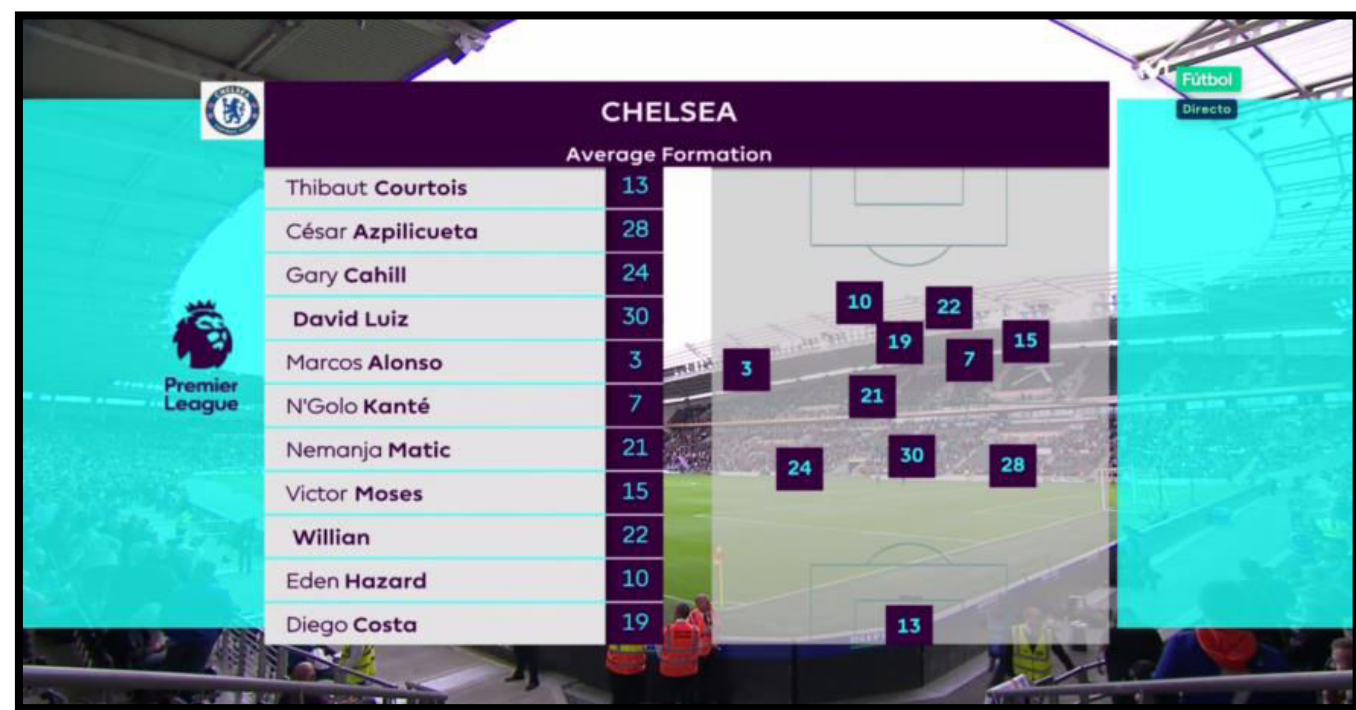 CHELSEA
Average Formation
Thibaut Courtois 13
César Azpilicueta 28
Gary Cahill 24
David Luiz 30
Marcos Alonso 3
N'Golo Kanté 7
Nemanja Matic 21
Victor Moses 15
Willian 22
Eden Hazard 10
Diego Costa 19
Premier
League
Fútbol
Directo
10 22
19 15
3 7
21
24 30 28
13